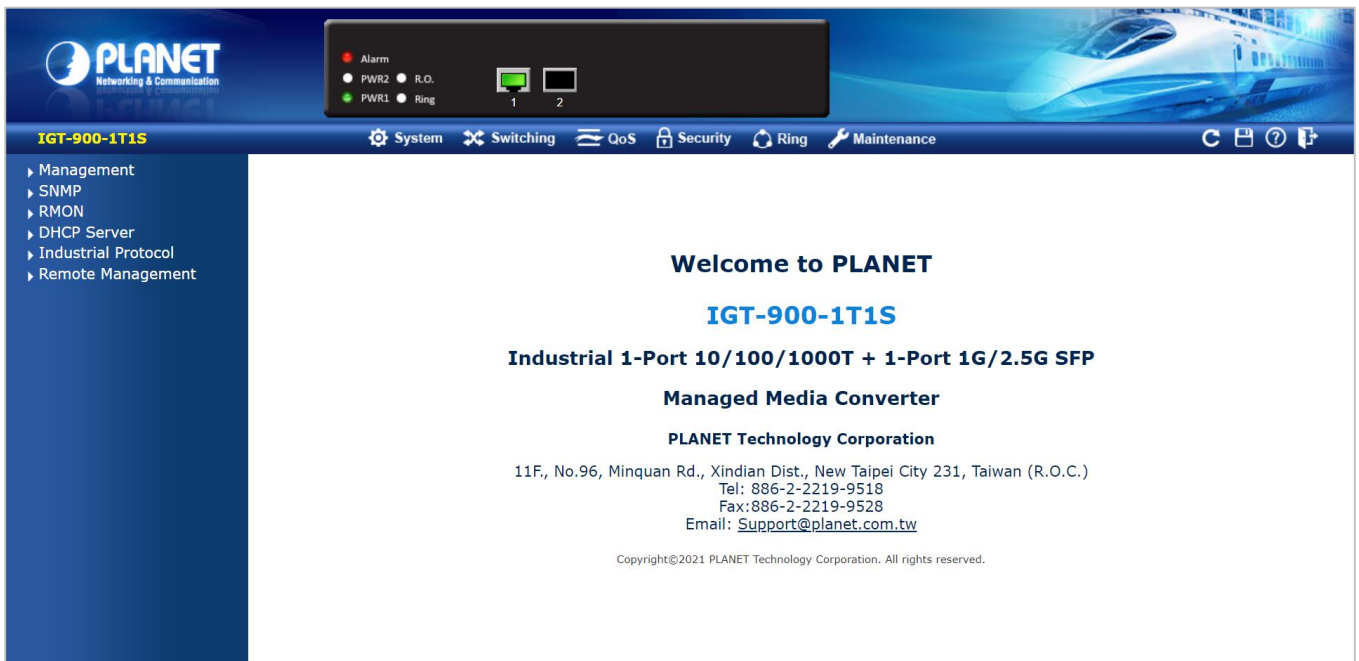 PLANET
Networking & Communication
Alarm
PWR2 R.O.
PWR1 Ring
1 2
IGT-900-1T1S
System Switching QoS Security Ring Maintenance
Management
SNMP
RMON
DHCP Server
Industrial Protocol
Remote Management
Welcome to PLANET
IGT-900-1T1S
Industrial 1-Port 10/100/1000T + 1-Port 1G/2.5G SFP
Managed Media Converter
PLANET Technology Corporation
11F., No.96, Minquan Rd., Xindian Dist., New Taipei City 231, Taiwan (R.O.C.)
Tel: 886-2-2219-9518
Fax:886-2-2219-9528
Email: Support@planet.com.tw
Copyright©2021 PLANET Technology Corporation. All rights reserved.